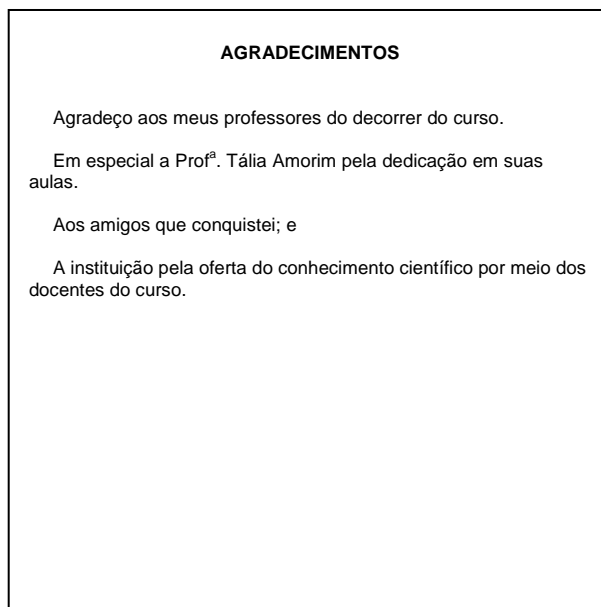 AGRADECIMENTOS
Agradeço aos meus professores do decorrer do curso.
Em especial a Profª. Tália Amorim pela dedicação em suas
aulas.
Aos amigos que conquistei; e
A instituição pela oferta do conhecimento científico por meio dos
docentes do curso.